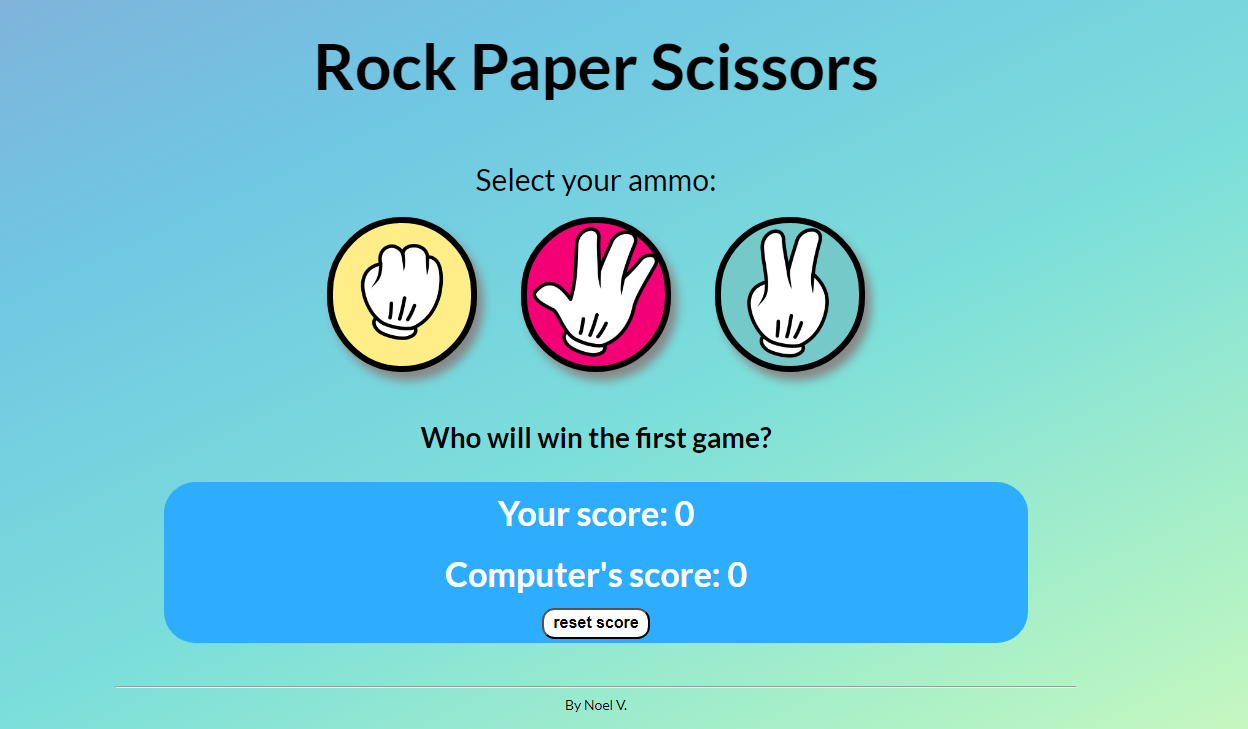 Rock Paper Scissors
Select your ammo:
Who will win the first game?
Your score: 0
Computer's score: 0
reset score
By Noel V.